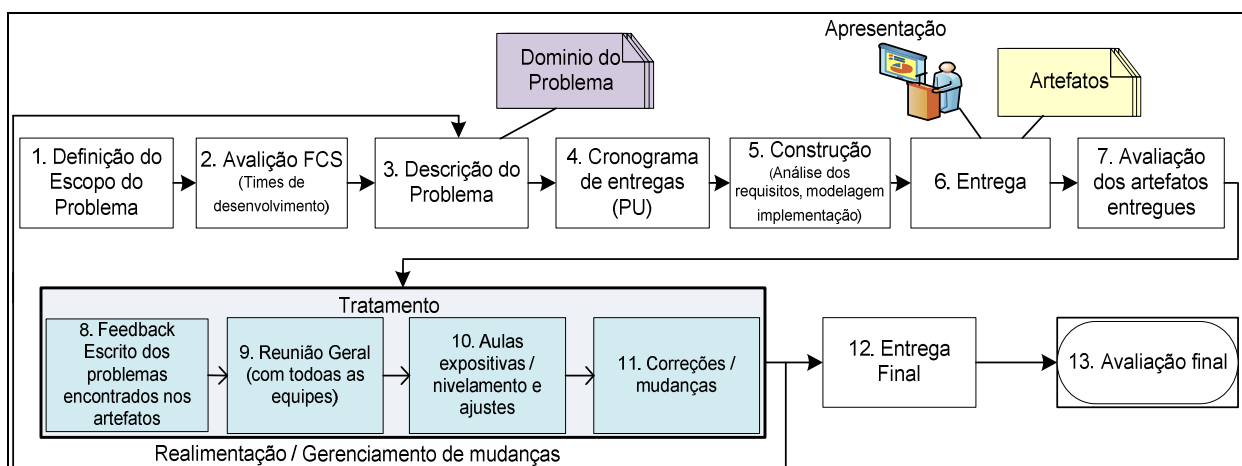 Apresentação
Dominio do
Problema
Artefatos
1. Definição do
Escopo do
Problema
2. Avalição FCS
(Times de
desenvolvimento)
3. Descrição do
Problema
4. Cronograma
de entregas
(PU)
5. Construção
(Análise dos
requisitos, modelagem
implementação)
6. Entrega
7. Avaliação
dos artefatos
entregues
Tratamento
8. Feedback
Escrito dos
problemas
encontrados nos
artefatos
9. Reunião Geral
(com todoas as
equipes)
10. Aulas
expositivas /
nivelamento e
ajustes
11. Correções /
mudanças
12. Entrega
Final
13. Avaliação final
Realimentação / Gerenciamento de mudanças